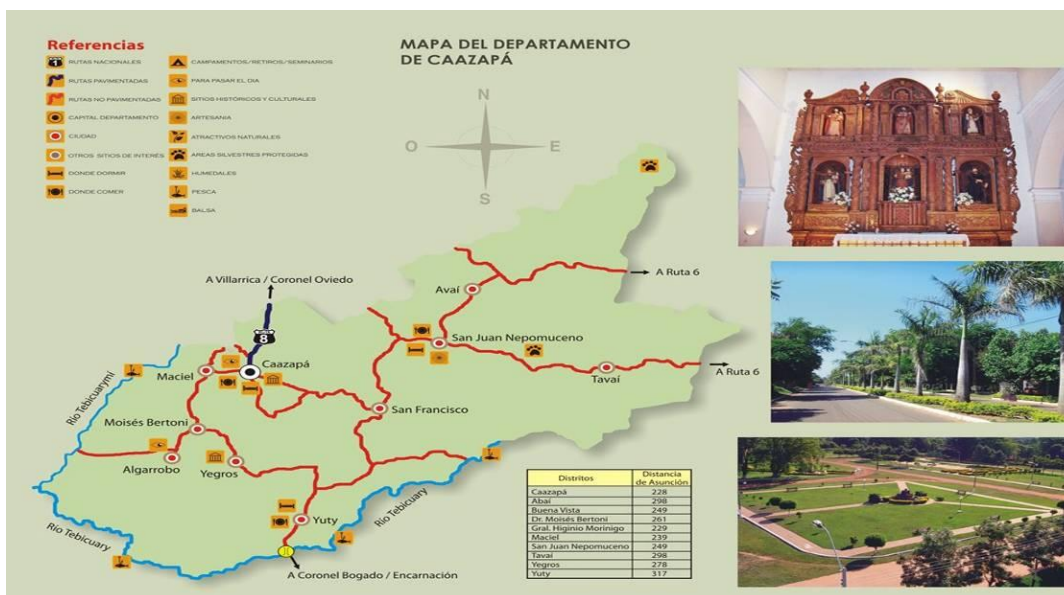 Referencias
RUTAS NACIONALES
RUTAS PAVIMENTADAS
RUTAS NO PAVIMENTADAS
CAPITAL DEPARTAMENTO
CIUDAD
OTROS SITIOS DE INTERÉS
DONDE DORMIR
DONDE COMER
CAMPAMENTOS/RETIROS/SEMINARIOS
PARA PASAR EL DIA
SITIOS HISTÓRICOS Y CULTURALES
ARTESANIA
ATRACTIVOS NATURALES
AREAS SILVESTRES PROTEGIDAS
HUMEDALES
PESCA
BALSA
MAPA DEL DEPARTAMENTO
DE CAAZAPÁ
N
O
E
S
A Villarrica / Coronel Oviedo
A Ruta 6
Avaí
8
San Juan Nepomuceno
Caazapá
Maciel
Tavaí
A Ruta 6
Río Tebicuarymi
San Francisco
Moisés Bertoni
Algarrobo
Yegros
Yuty
Río Tebicuary
Río Tebicuary
A Coronel Bogado / Encarnación
Distritos Distancia
de Asunción
Caazapá 228
Abaí 298
Buena Vista 249
Dr. Moisés Bertoni 261
Gral. Higinio Morinigo 229
Maciel 239
San Juan Nepomuceno 249
Tavaí 298
Yegros 278
Yuty 317